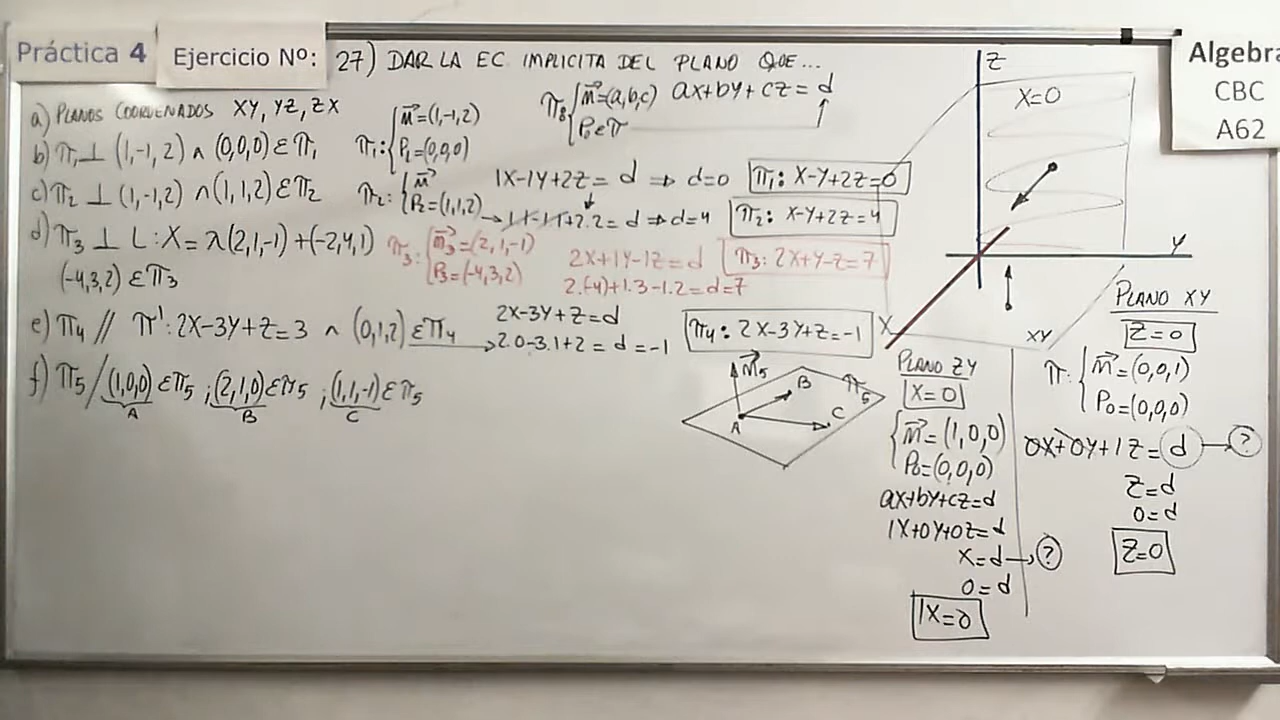 Práctica 4
Ejercicio Nº:
27) DAR LA EC IMPLICITA DEL PLANO QUE...
Algebra
CBC
A62
a) PLANOS COORDENADOS XY, YZ, ZX
b) π₁ ⊥ (1,-1,2) ∧ (0,0,0) ε π₁
c) π₂ ⊥ (1,-1,2) ∧ (1,1,2) ε π₂
d) π₃ ⊥ L: X = λ(2,1,-1) + (-2,4,1)
(-4,3,2) ε π₃
e) π₄ // π': 2X-3Y+Z=3 ∧ (0,1,2) ε π₄
f) π₅ / (1,0,0) ε π₅ ; (2,1,0) ε π₅ ; (1,1,-1) ε π₅
A B C
n⃗=(a,b,c) ax+by+cz=d
P₀ ε π
π₁: n⃗=(1,-1,2)
P₁=(0,0,0)
1X-1Y+2Z= d ⇒ d=0
π₁: X-Y+2Z=0
π₂: n⃗
P₂=(1,1,2)
1.1-1.1+2.2= d ⇒ d=4
π₂: X-Y+2Z=4
π₃: n⃗₃=(2,1,-1)
P₃=(-4,3,2)
2X+1Y-1Z=d
2.(-4)+1.3-1.2=d=7
π₃: 2X+Y-Z=7
2X-3Y+Z=d
2.0-3.1+2=d=-1
π₄: 2X-3Y+Z=-1
n⃗₅
A
B
C
π₅
Z
X=0
Y
X
XY
PLANO ZY
X=0
n⃗=(1,0,0)
P₀=(0,0,0)
ax+by+cz=d
1X+0Y+0Z=d
X=d→?
0=d
X=0
PLANO XY
Z=0
π: n⃗=(0,0,1)
P₀=(0,0,0)
0X+0Y+1Z=d→?
Z=d
0=d
Z=0